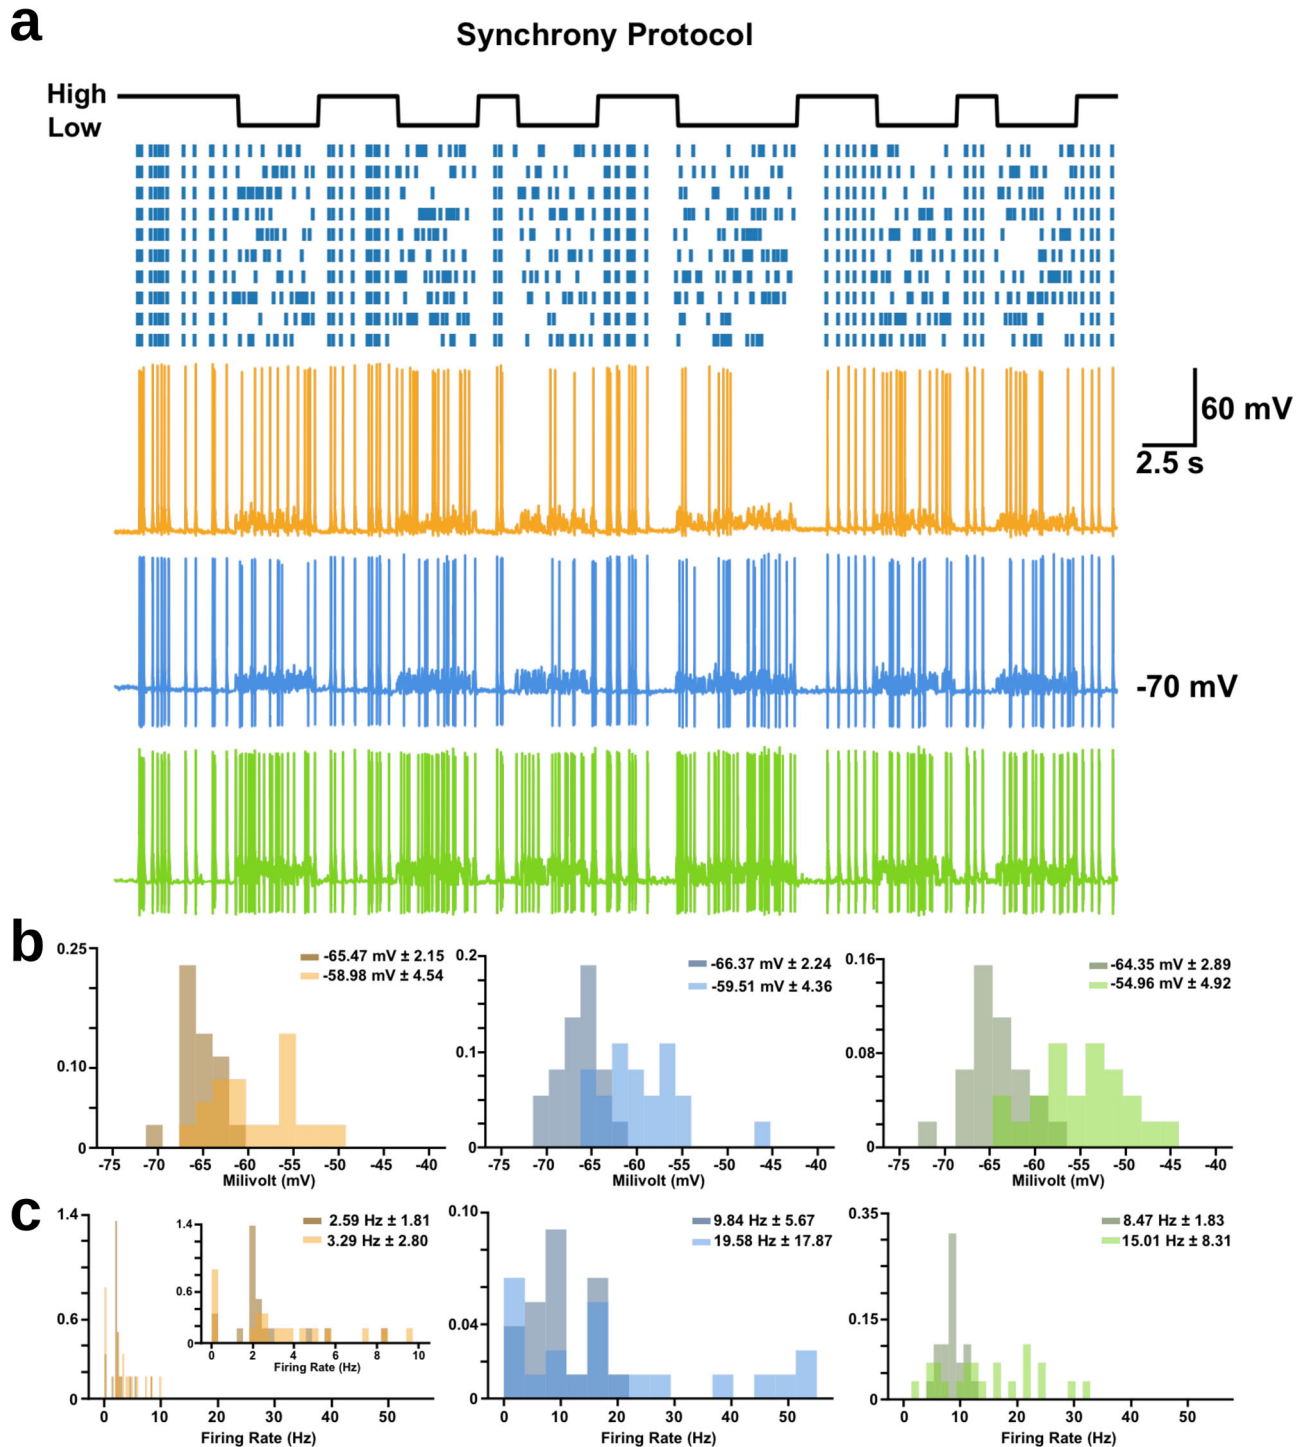 a
Synchrony Protocol
High
Low
60 mV
2.5 s
-70 mV
b
0.25
0.10
0
-65.47 mV ± 2.15
-58.98 mV ± 4.54
-75 -70 -65 -60 -55 -50 -45 -40
Milivolt (mV)
0.2
0.1
0
-66.37 mV ± 2.24
-59.51 mV ± 4.36
-75 -70 -65 -60 -55 -50 -45 -40
Milivolt (mV)
0.16
0.08
0
-64.35 mV ± 2.89
-54.96 mV ± 4.92
-75 -70 -65 -60 -55 -50 -45 -40
Milivolt (mV)
c
1.4
0.6
0
1.4
0.6
0
2.59 Hz ± 1.81
3.29 Hz ± 2.80
0 2 4 6 8 10
Firing Rate (Hz)
0 10 20 30 40 50
Firing Rate (Hz)
0.10
0.04
0
9.84 Hz ± 5.67
19.58 Hz ± 17.87
0 10 20 30 40 50
Firing Rate (Hz)
0.35
0.15
0
8.47 Hz ± 1.83
15.01 Hz ± 8.31
0 10 20 30 40 50
Firing Rate (Hz)